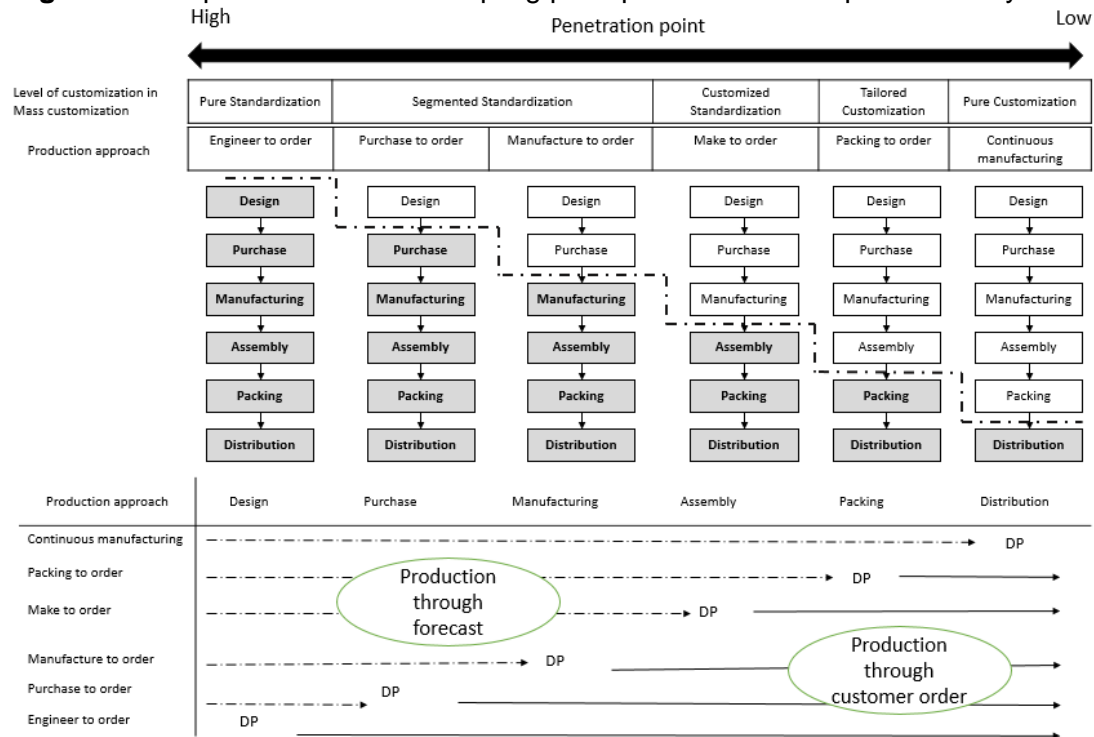 High
Low
Penetration point
Level of customization in
Mass customization
Pure Standardization
Segmented Standardization
Customized
Standardization
Tailored
Customization
Pure Customization
Production approach
Engineer to order
Purchase to order
Manufacture to order
Make to order
Packing to order
Continuous
manufacturing
Design
Design
Design
Design
Design
Design
Purchase
Purchase
Purchase
Purchase
Purchase
Purchase
Manufacturing
Manufacturing
Manufacturing
Manufacturing
Manufacturing
Manufacturing
Assembly
Assembly
Assembly
Assembly
Assembly
Assembly
Packing
Packing
Packing
Packing
Packing
Packing
Distribution
Distribution
Distribution
Distribution
Distribution
Distribution
Production approach
Design
Purchase
Manufacturing
Assembly
Packing
Distribution
Continuous manufacturing
DP
Packing to order
DP
Make to order
DP
Production
through
forecast
Manufacture to order
DP
Production
through
customer order
Purchase to order
DP
Engineer to order
DP